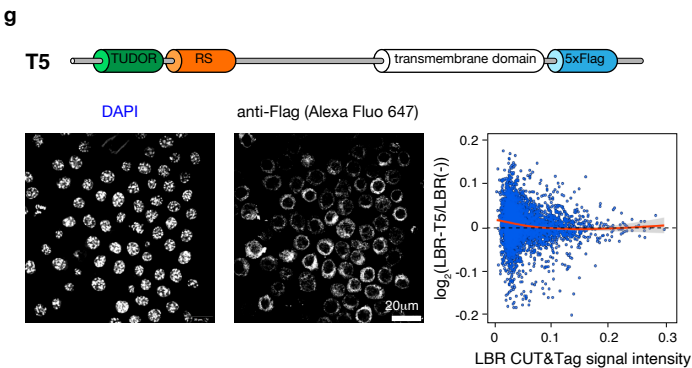 g
T5
TUDOR
RS
transmembrane domain
5xFlag
DAPI
anti-Flag (Alexa Fluo 647)
20μm
log2(LBR-T5/LBR(-))
0.2
0.1
0
-0.1
-0.2
0
0.1
0.2
0.3
LBR CUT&Tag signal intensity